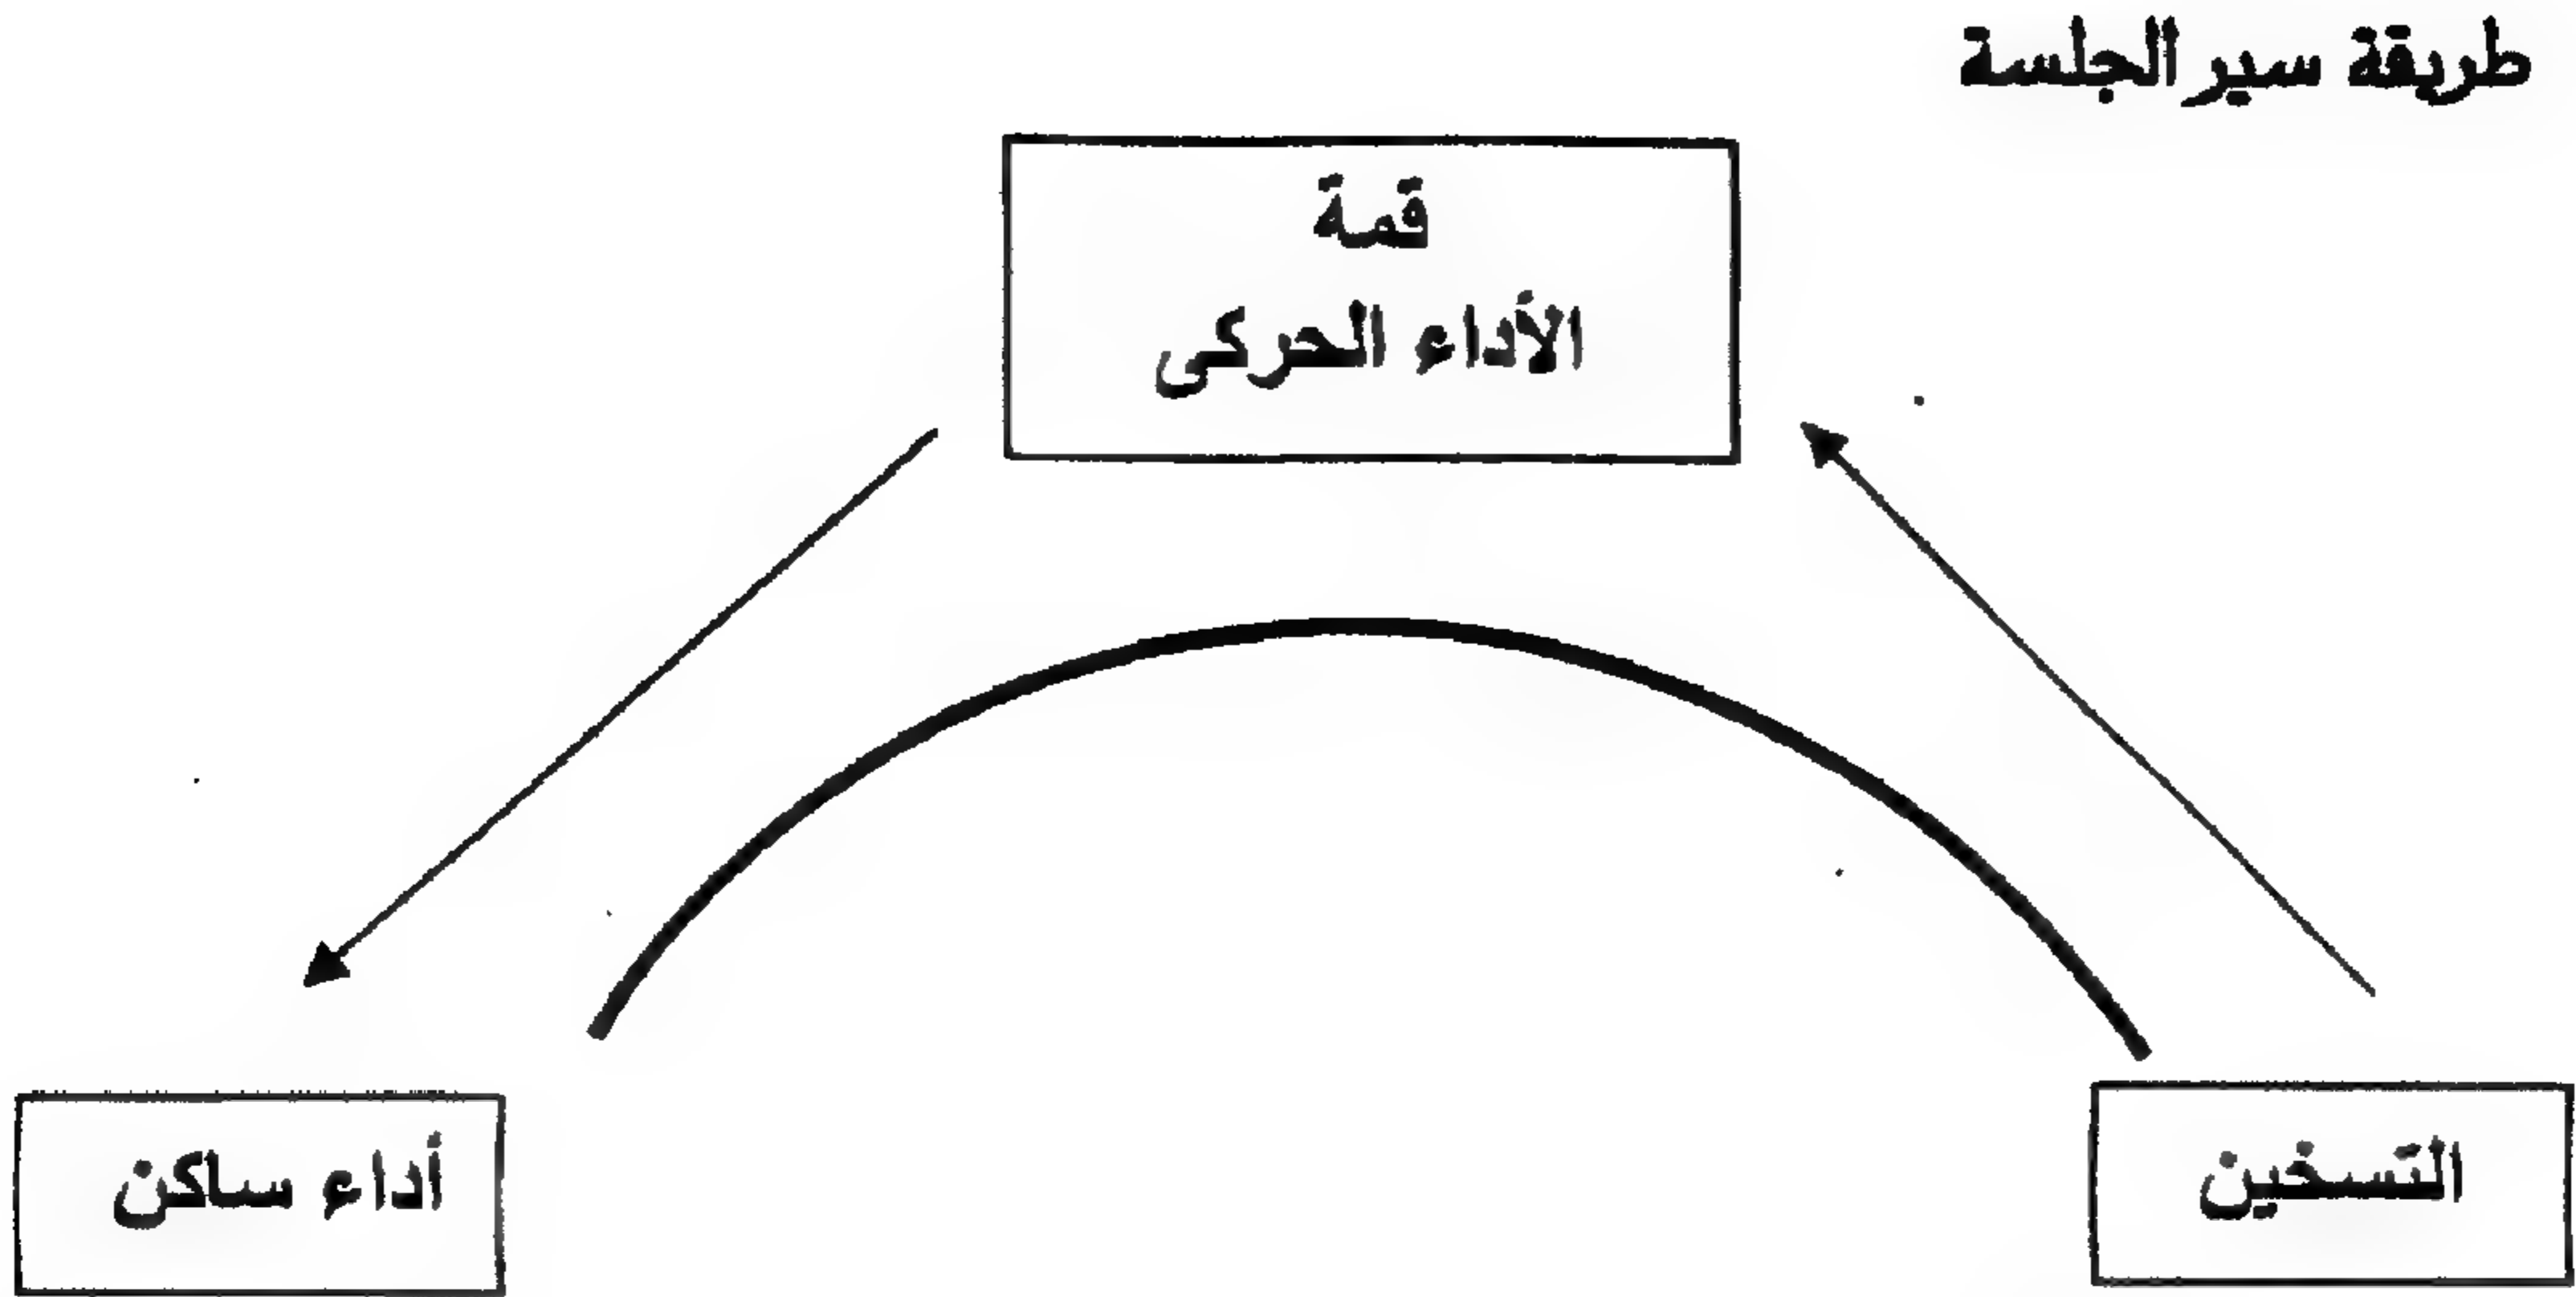 طريقة سير الجلسة
قمة
الأداء الحركى
التسخين
أداء ساكن